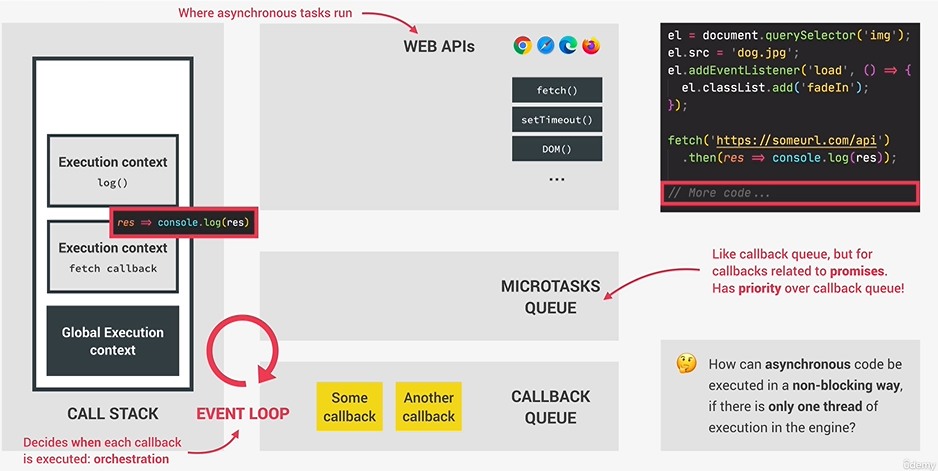 Where asynchronous tasks run
WEB APIs
fetch()
setTimeout()
DOM()
...
Execution context
log()
res => console.log(res)
Execution context
fetch callback
Global Execution
context
CALL STACK
EVENT LOOP
Decides when each callback
is executed: orchestration
MICROTASKS
QUEUE
Some
callback
Another
callback
CALLBACK
QUEUE
el = document.querySelector('img');
el.src = 'dog.jpg';
el.addEventListener('load', () => {
  el.classList.add('fadeIn');
});
fetch('https://someurl.com/api')
  .then(res => console.log(res));
// More code...
Like callback queue, but for
callbacks related to promises.
Has priority over callback queue!
How can asynchronous code be
executed in a non-blocking way,
if there is only one thread of
execution in the engine?
ûdemy